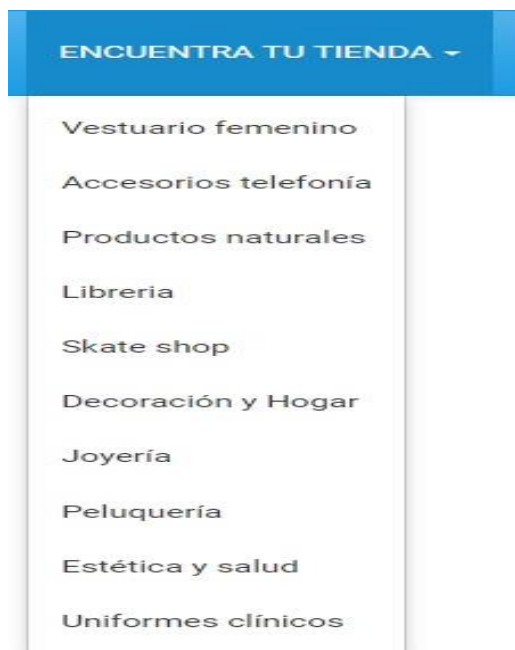 ENCUENTRA TU TIENDA
Vestuario femenino
Accesorios telefonía
Productos naturales
Libreria
Skate shop
Decoración y Hogar
Joyería
Peluquería
Estética y salud
Uniformes clínicos